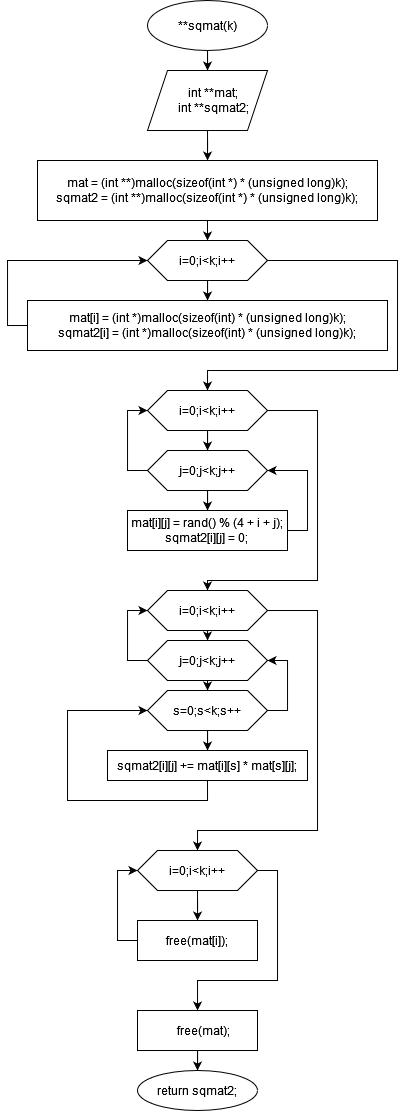 **sqmat(k)
int **mat;
int **sqmat2;
mat = (int **)malloc(sizeof(int *) * (unsigned long)k);
sqmat2 = (int **)malloc(sizeof(int *) * (unsigned long)k);
i=0;i<k;i++
mat[i] = (int *)malloc(sizeof(int) * (unsigned long)k);
sqmat2[i] = (int *)malloc(sizeof(int) * (unsigned long)k);
i=0;i<k;i++
j=0;j<k;j++
mat[i][j] = rand() % (4 + i + j);
sqmat2[i][j] = 0;
i=0;i<k;i++
j=0;j<k;j++
s=0;s<k;s++
sqmat2[i][j] += mat[i][s] * mat[s][j];
i=0;i<k;i++
free(mat[i]);
free(mat);
return sqmat2;